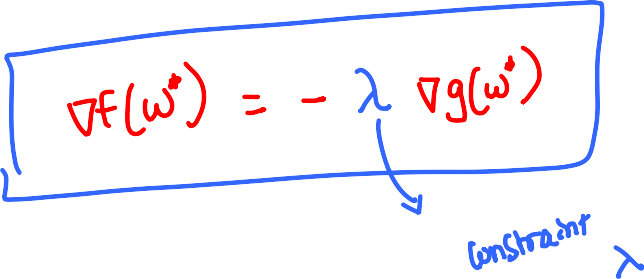 ∇f(w*) = - λ ∇g(w*)
constraint
λ